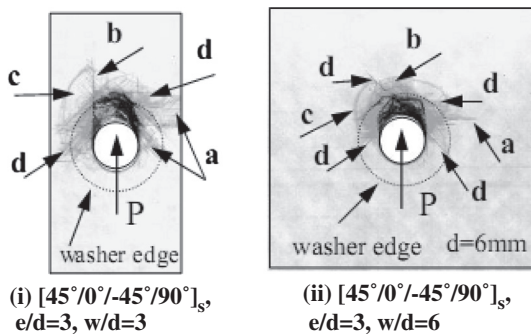 b
d
c
a
d
P
washer edge
(i) [45˚/0˚/-45˚/90˚]s,
e/d=3, w/d=3
b
d
d
c
a
d
d
P
washer edge
d=6mm
(ii) [45˚/0˚/-45˚/90˚]s,
e/d=3, w/d=6